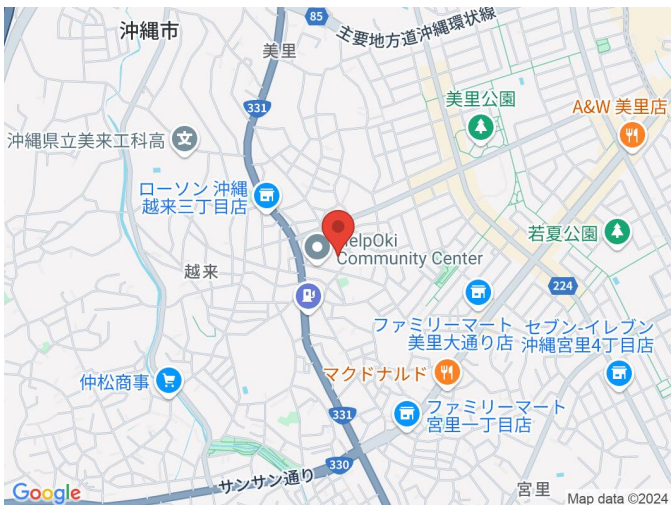 沖縄市
85
主要地方道沖縄環状線
美里
331
美里公園
A&W 美里店
沖縄県立美来工科高
文
ローソン 沖縄
越来三丁目店
若夏公園
Community Center
越来
224
ファミリーマート
美里大通り店
セブン-イレブン
沖縄宮里4丁目店
マクドナルド
仲松商事
ファミリーマート
宮里一丁目店
331
330
サンサン通り
宮里
Google
Map data ©2024